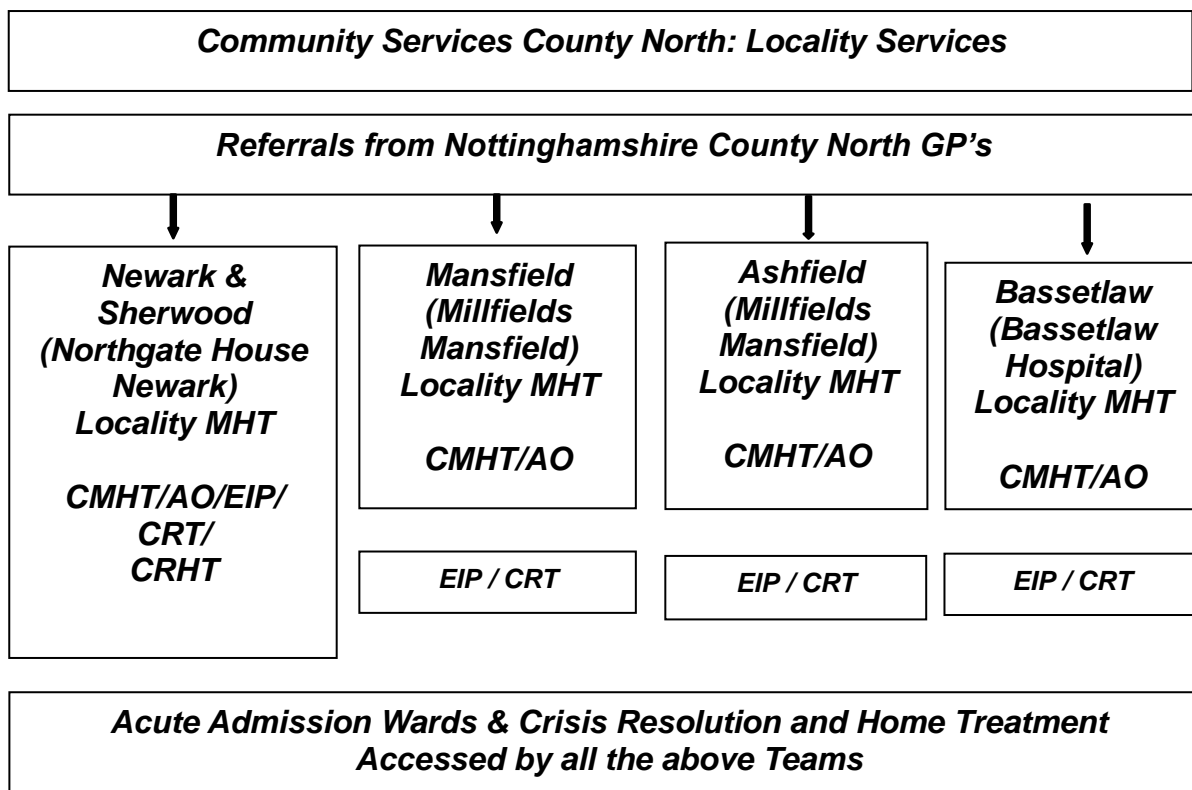 Community Services County North: Locality Services
Referrals from Nottinghamshire County North GP’s
Newark &
Sherwood
(Northgate House
Newark)
Locality MHT
CMHT/AO/EIP/
CRT/
CRHT
Mansfield
(Millfields
Mansfield)
Locality MHT
CMHT/AO
EIP / CRT
Ashfield
(Millfields
Mansfield)
Locality MHT
CMHT/AO
EIP / CRT
Bassetlaw
(Bassetlaw
Hospital)
Locality MHT
CMHT/AO
EIP / CRT
Acute Admission Wards & Crisis Resolution and Home Treatment
Accessed by all the above Teams